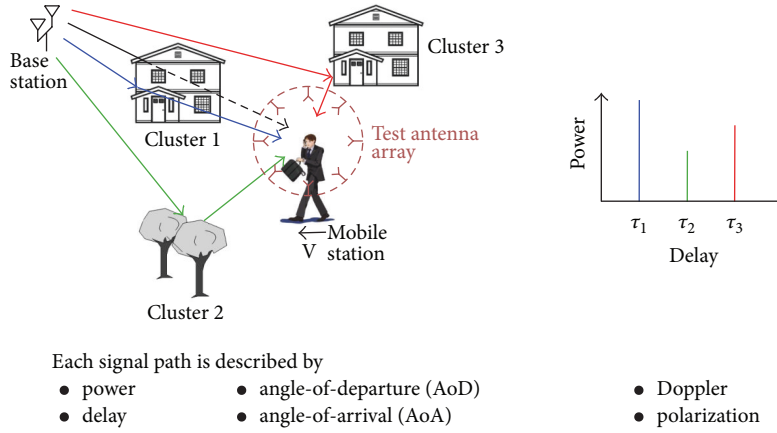 Base
station
Cluster 1
Cluster 2
Cluster 3
Test antenna
array
V
Mobile
station
Power
τ1
τ2
τ3
Delay
Each signal path is described by
• power
• delay
• angle-of-departure (AoD)
• angle-of-arrival (AoA)
• Doppler
• polarization